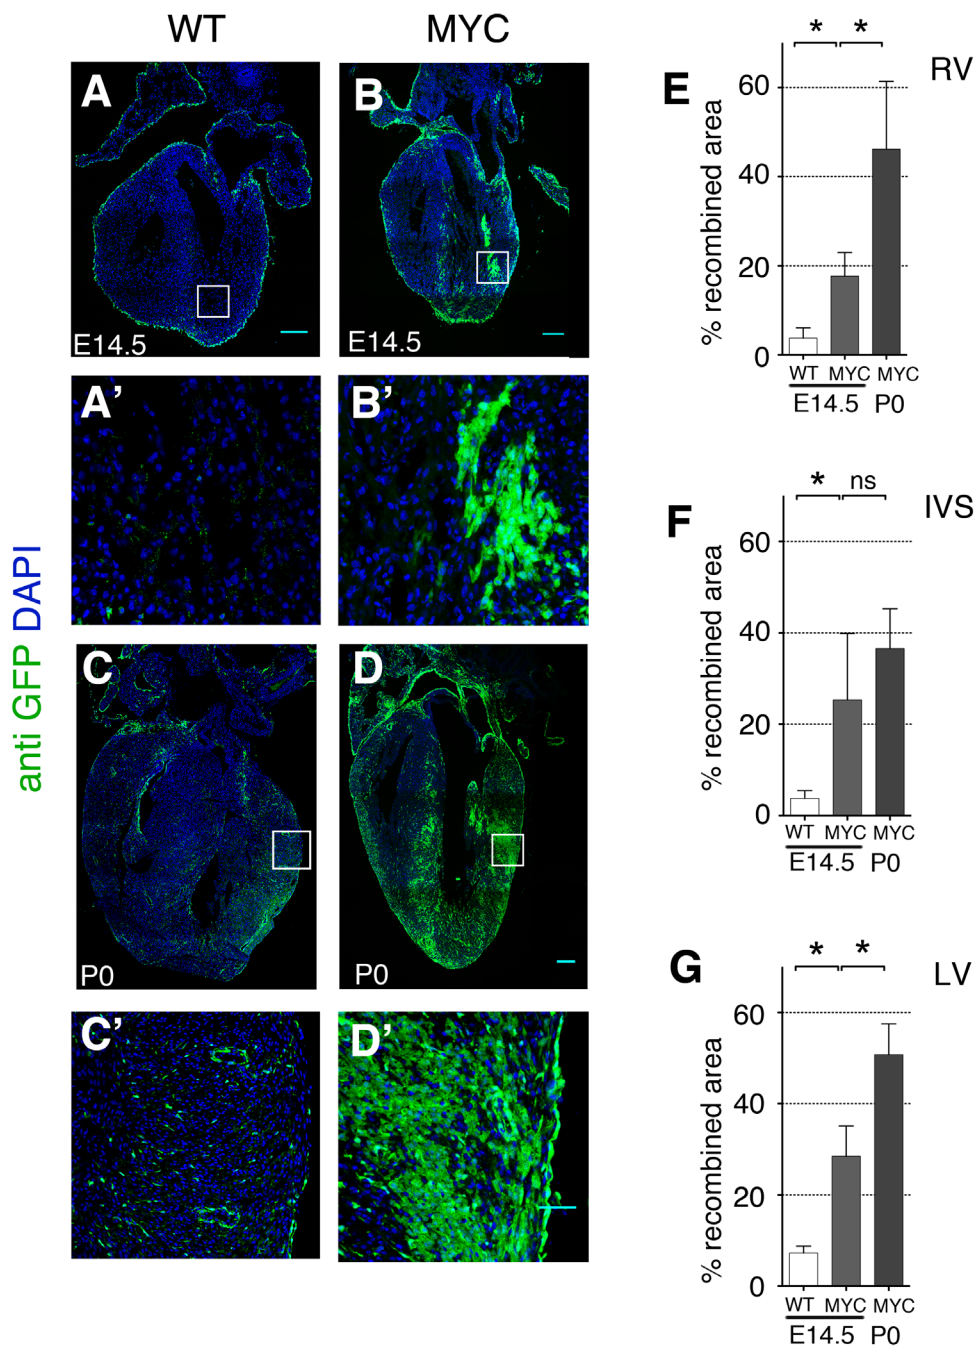 WT
MYC
A
E14.5
B
E14.5
A'
B'
C
P0
D
P0
C'
D'
anti GFP DAPI
E
RV
* *
% recombined area
60
40
20
0
WT MYC MYC
E14.5 P0
F
IVS
* ns
% recombined area
60
40
20
0
WT MYC MYC
E14.5 P0
G
LV
* *
% recombined area
60
40
20
0
WT MYC MYC
E14.5 P0